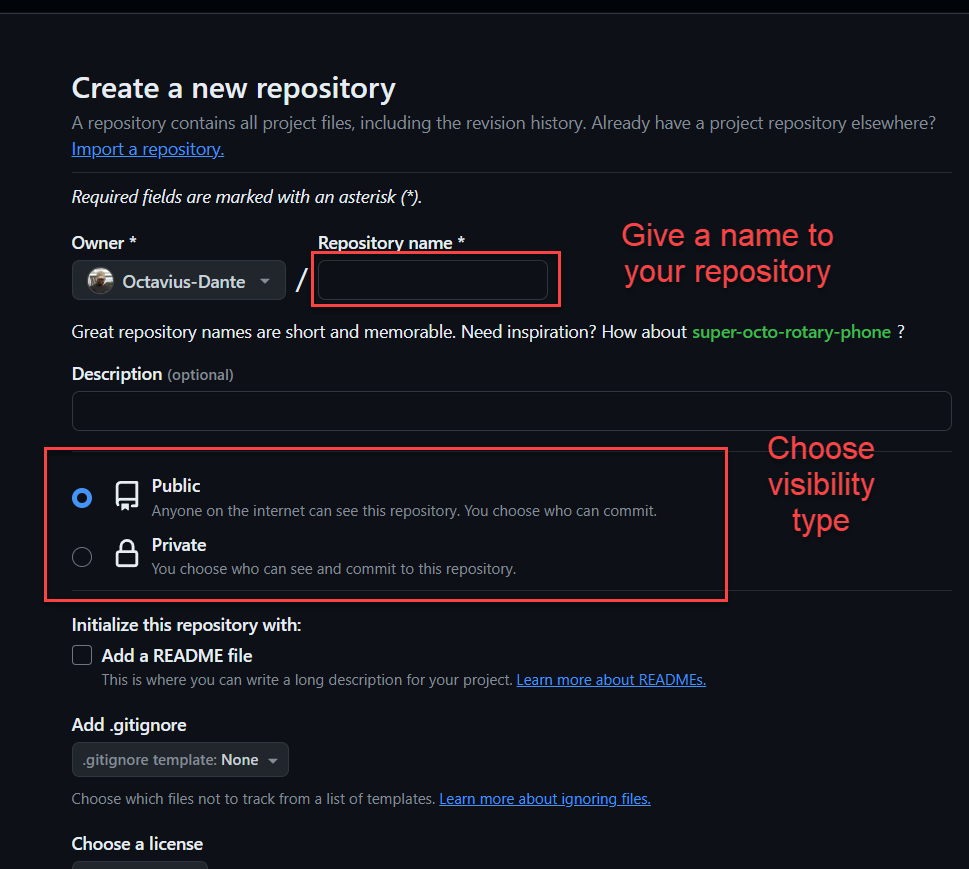 Create a new repository
A repository contains all project files, including the revision history. Already have a project repository elsewhere?
Import a repository.
Required fields are marked with an asterisk (*).
Owner *
Repository name *
Give a name to
your repository
Octavius-Dante
/
Great repository names are short and memorable. Need inspiration? How about super-octo-rotary-phone ?
Description (optional)
Choose
visibility
type
Public
Anyone on the internet can see this repository. You choose who can commit.
Private
You choose who can see and commit to this repository.
Initialize this repository with:
Add a README file
This is where you can write a long description for your project. Learn more about READMEs.
Add .gitignore
.gitignore template: None
Choose which files not to track from a list of templates. Learn more about ignoring files.
Choose a license